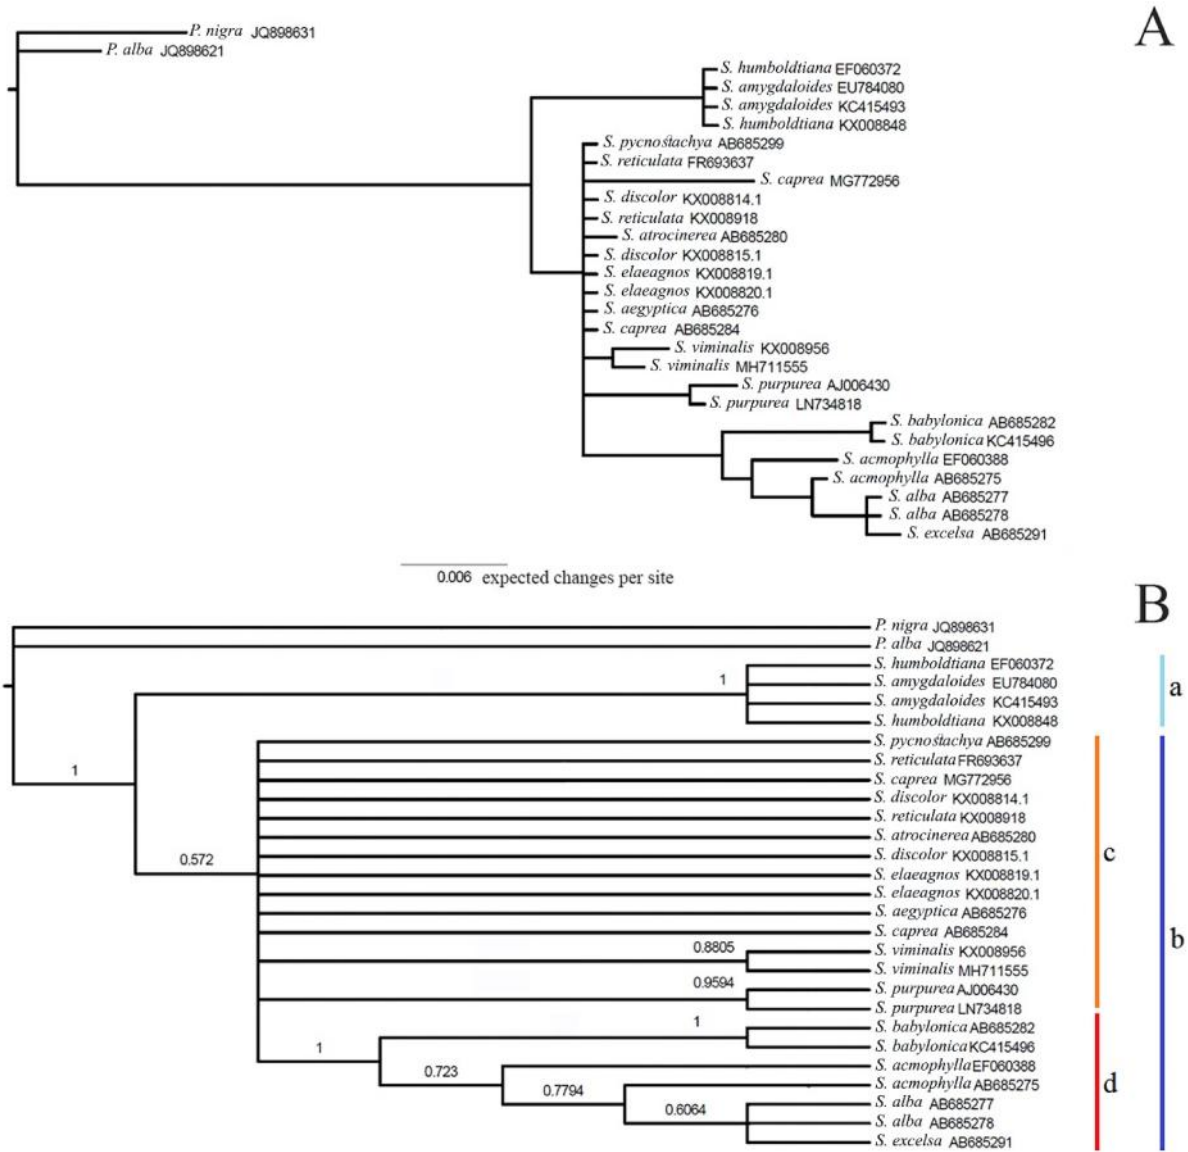 A
P. nigra JQ898631
P. alba JQ898621
S. humboldtiana EF060372
S. amygdaloides EU784080
S. amygdaloides KC415493
S. humboldtiana KX008848
S. pycnostachya AB685299
S. reticulata FR693637
S. caprea MG772956
S. discolor KX008814.1
S. reticulata KX008918
S. atrocinerea AB685280
S. discolor KX008815.1
S. elaeagnos KX008819.1
S. elaeagnos KX008820.1
S. aegyptica AB685276
S. caprea AB685284
S. viminalis KX008956
S. viminalis MH711555
S. purpurea AJ006430
S. purpurea LN734818
S. babylonica AB685282
S. babylonica KC415496
S. acmophylla EF060388
S. acmophylla AB685275
S. alba AB685277
S. alba AB685278
S. excelsa AB685291
0.006 expected changes per site
B
P. nigra JQ898631
P. alba JQ898621
S. humboldtiana EF060372
1 S. amygdaloides EU784080 a
S. amygdaloides KC415493
S. humboldtiana KX008848
S. pycnostachya AB685299
S. reticulata FR693637
1 S. caprea MG772956
S. discolor KX008814.1
S. reticulata KX008918
S. atrocinerea AB685280
0.572 S. discolor KX008815.1 c
S. elaeagnos KX008819.1
S. elaeagnos KX008820.1
S. aegyptica AB685276
S. caprea AB685284 b
0.8805 S. viminalis KX008956
S. viminalis MH711555
0.9594 S. purpurea AJ006430
S. purpurea LN734818
1 S. babylonica AB685282
1 S. babylonica KC415496
0.723 S. acmophylla EF060388
0.7794 S. acmophylla AB685275 d
0.6064 S. alba AB685277
S. alba AB685278
S. excelsa AB685291